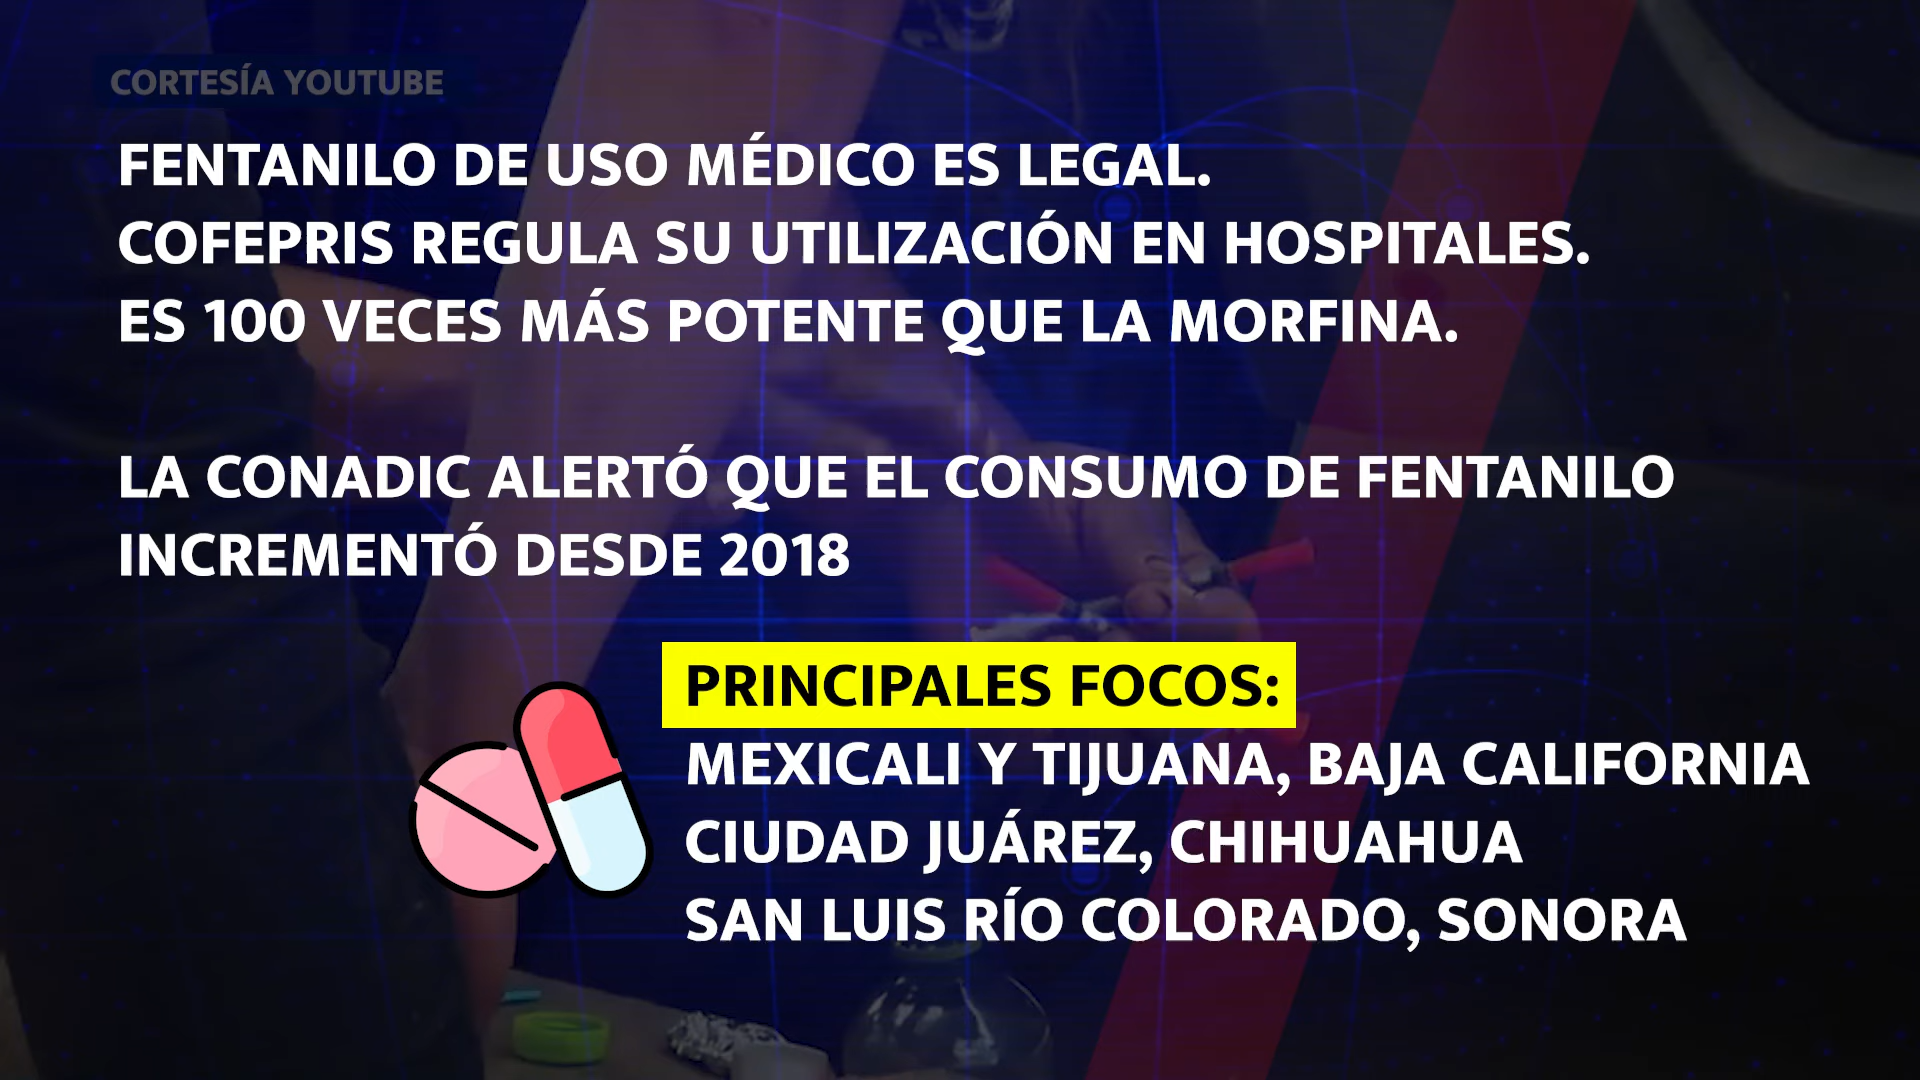 CORTESÍA YOUTUBE
FENTANILO DE USO MÉDICO ES LEGAL.
COFEPRIS REGULA SU UTILIZACIÓN EN HOSPITALES.
ES 100 VECES MÁS POTENTE QUE LA MORFINA.
LA CONADIC ALERTÓ QUE EL CONSUMO DE FENTANILO
INCREMENTÓ DESDE 2018
PRINCIPALES FOCOS:
MEXICALI Y TIJUANA, BAJA CALIFORNIA
CIUDAD JUÁREZ, CHIHUAHUA
SAN LUIS RÍO COLORADO, SONORA